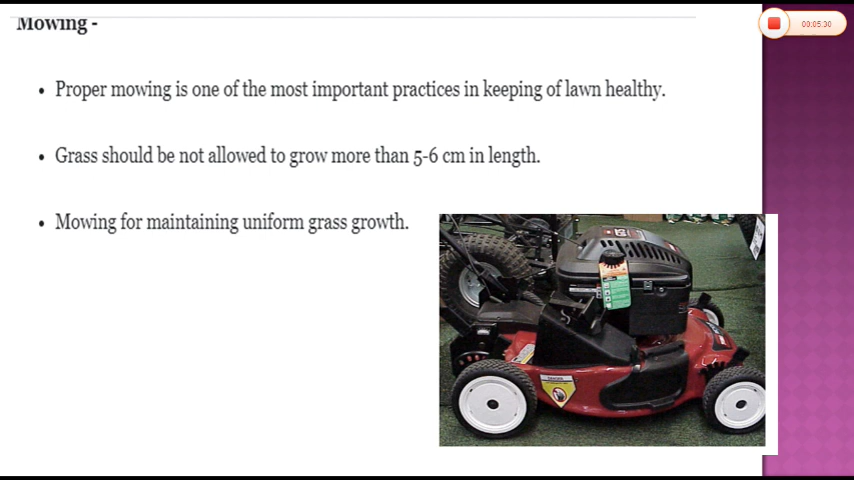 Mowing -
00:05:30
• Proper mowing is one of the most important practices in keeping of lawn healthy.
• Grass should be not allowed to grow more than 5-6 cm in length.
• Mowing for maintaining uniform grass growth.